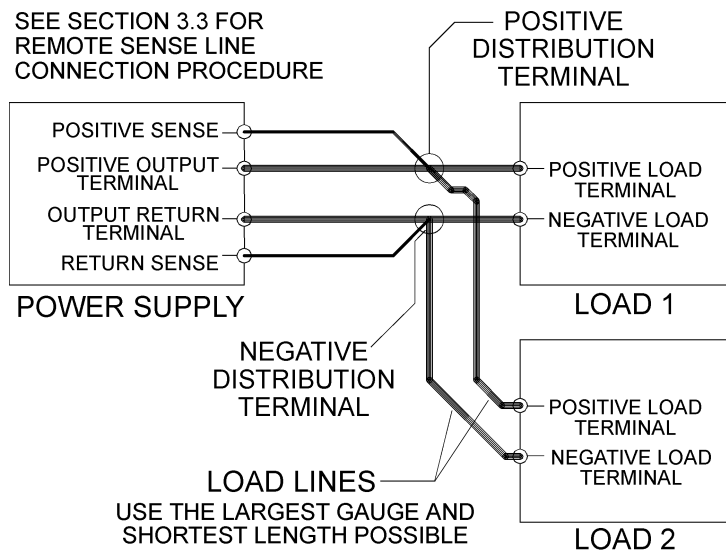 SEE SECTION 3.3 FOR
REMOTE SENSE LINE
CONNECTION PROCEDURE
POSITIVE
DISTRIBUTION
TERMINAL
POSITIVE SENSE
POSITIVE OUTPUT
TERMINAL
OUTPUT RETURN
TERMINAL
RETURN SENSE
POWER SUPPLY
POSITIVE LOAD
TERMINAL
NEGATIVE LOAD
TERMINAL
LOAD 1
NEGATIVE
DISTRIBUTION
TERMINAL
POSITIVE LOAD
TERMINAL
NEGATIVE LOAD
TERMINAL
LOAD 2
LOAD LINES
USE THE LARGEST GAUGE AND
SHORTEST LENGTH POSSIBLE